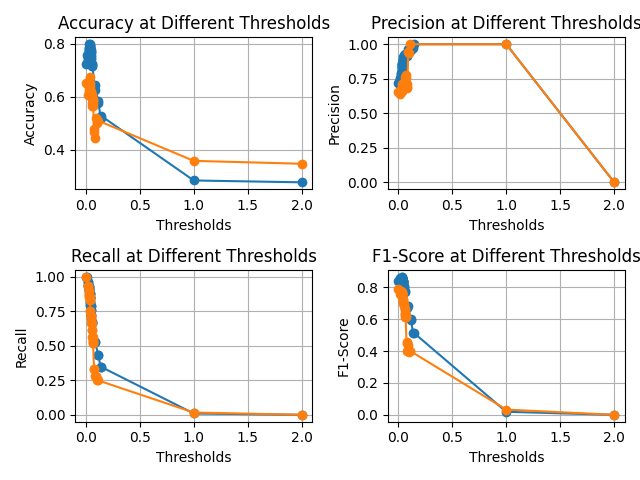 Accuracy at Different Thresholds
0.8
0.6
0.4
Accuracy
0.0 0.5 1.0 1.5 2.0
Thresholds
Precision at Different Thresholds
1.00
0.75
0.50
0.25
0.00
Precision
0.0 0.5 1.0 1.5 2.0
Thresholds
Recall at Different Thresholds
1.00
0.75
0.50
0.25
0.00
Recall
0.0 0.5 1.0 1.5 2.0
Thresholds
F1-Score at Different Thresholds
0.8
0.6
0.4
0.2
0.0
F1-Score
0.0 0.5 1.0 1.5 2.0
Thresholds